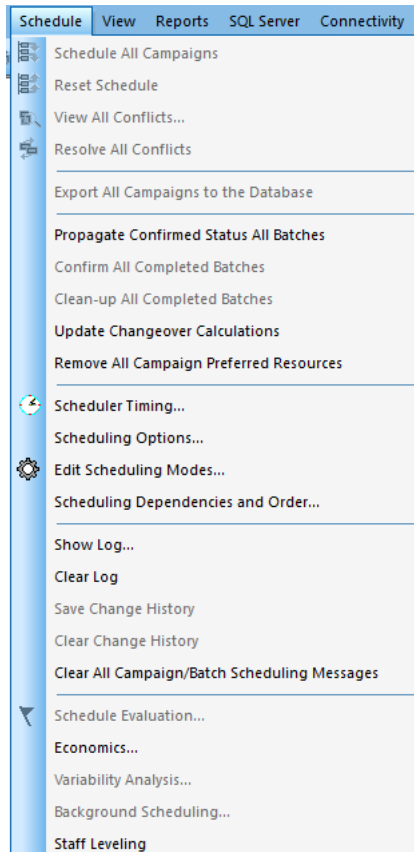 Schedule View Reports SQL Server Connectivity
Schedule All Campaigns
Reset Schedule
View All Conflicts...
Resolve All Conflicts
Export All Campaigns to the Database
Propagate Confirmed Status All Batches
Confirm All Completed Batches
Clean-up All Completed Batches
Update Changeover Calculations
Remove All Campaign Preferred Resources
Scheduler Timing...
Scheduling Options...
Edit Scheduling Modes...
Scheduling Dependencies and Order...
Show Log...
Clear Log
Save Change History
Clear Change History
Clear All Campaign/Batch Scheduling Messages
Schedule Evaluation...
Economics...
Variability Analysis...
Background Scheduling...
Staff Leveling